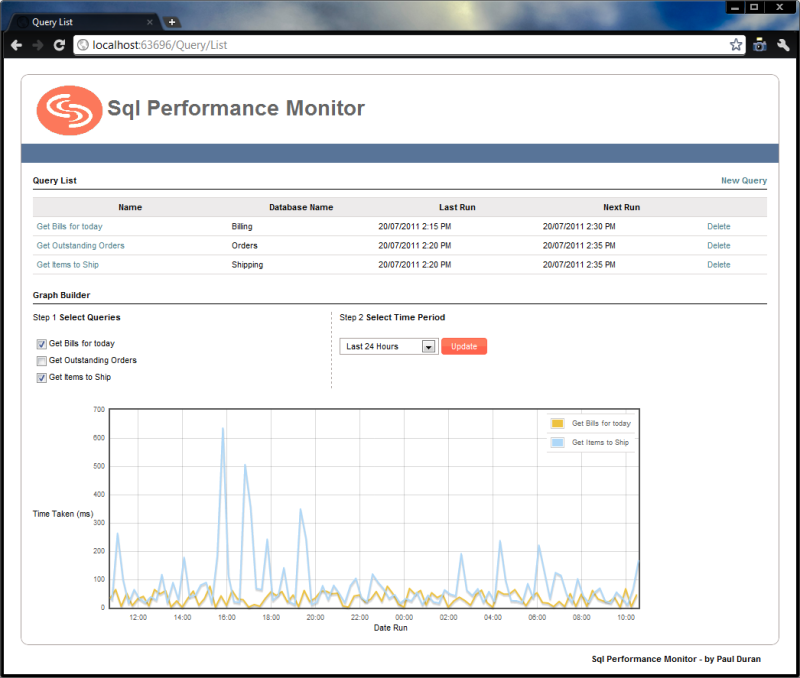 Query List
localhost:63696/Query/List
Sql Performance Monitor
Query List New Query
Name Database Name Last Run Next Run
Get Bills for today Billing 20/07/2011 2:15 PM 20/07/2011 2:30 PM Delete
Get Outstanding Orders Orders 20/07/2011 2:20 PM 20/07/2011 2:35 PM Delete
Get Items to Ship Shipping 20/07/2011 2:20 PM 20/07/2011 2:35 PM Delete
Graph Builder
Step 1 Select Queries
Get Bills for today
Get Outstanding Orders
Get Items to Ship
Step 2 Select Time Period
Last 24 Hours Update
700
600
500
400
300
200
100
0
Time Taken (ms)
Get Bills for today
Get Items to Ship
12:00 14:00 16:00 18:00 20:00 22:00 00:00 02:00 04:00 06:00 08:00 10:00
Date Run
Sql Performance Monitor - by Paul Duran